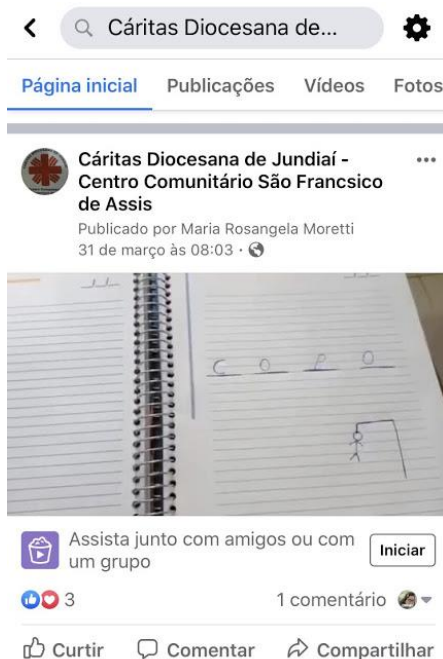 Cáritas Diocesana de...
Página inicial Publicações Vídeos Fotos
Cáritas Diocesana de Jundiaí -
Centro Comunitário São Francsico
de Assis
Publicado por Maria Rosangela Moretti
31 de março às 08:03 ·
C O P O
Assista junto com amigos ou com
um grupo
Iniciar
3
1 comentário
Curtir Comentar Compartilhar